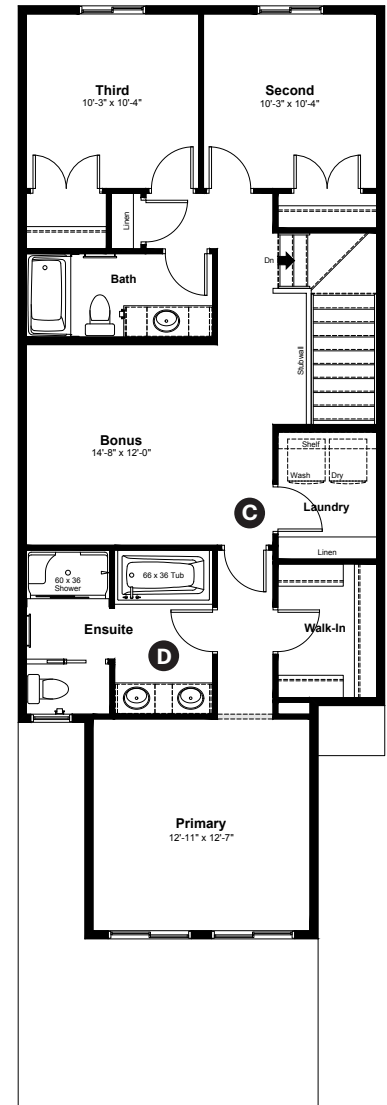 Third
10'-3" x 10'-4"
Second
10'-3" x 10'-4"
Linen
Bath
Dn
Stubwall
Bonus
14'-8" x 12'-0"
Shelf
Wash
Dry
C
Laundry
Linen
60 x 36
Shower
66 x 36 Tub
Ensuite
Walk-In
D
Primary
12'-11" x 12'-7"